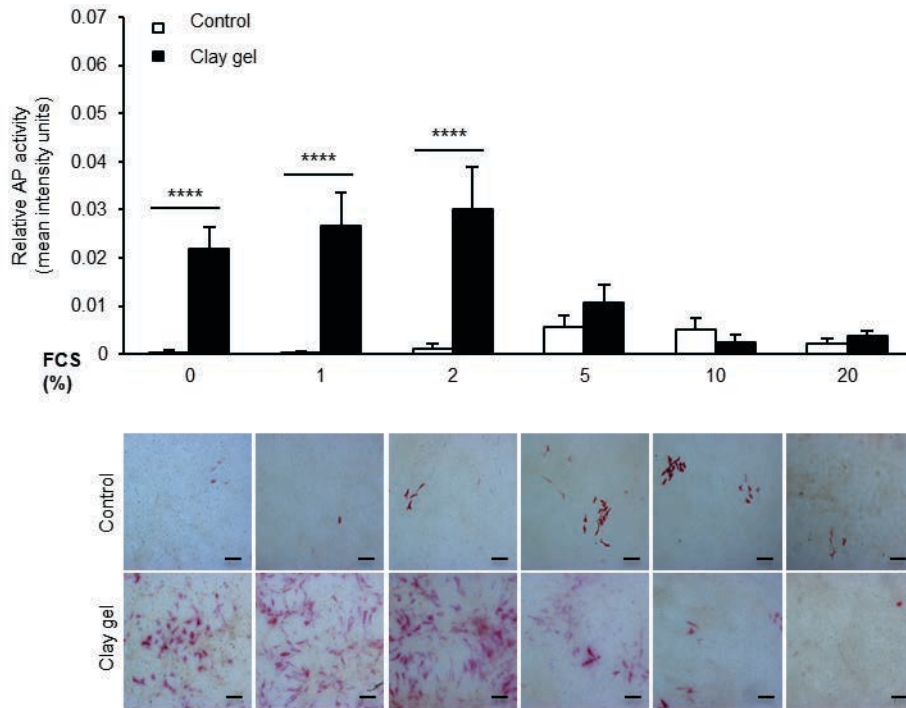 0.07
Control
Clay gel
0.06
0.05
0.04
0.03
0.02
0.01
0
Relative AP activity
(mean intensity units)
****
****
****
FCS
(%)
0 1 2 5 10 20
Control
Clay gel